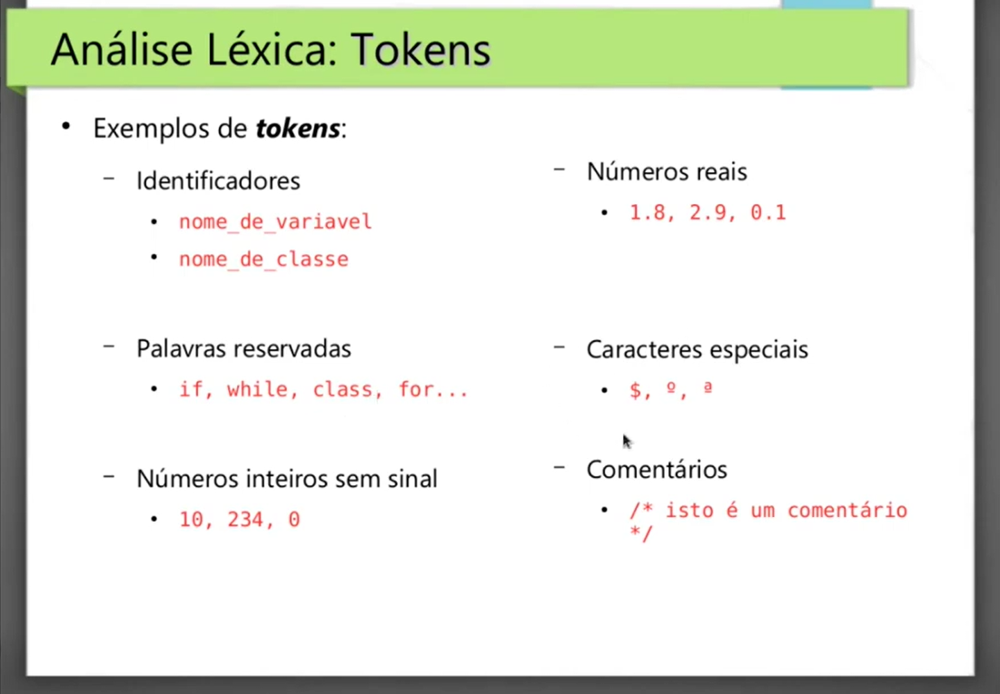 Análise Léxica: Tokens
• Exemplos de tokens:
– Identificadores
• nome_de_variavel
• nome_de_classe
– Palavras reservadas
• if, while, class, for...
– Números inteiros sem sinal
• 10, 234, 0
– Números reais
• 1.8, 2.9, 0.1
– Caracteres especiais
• $, º, ª
– Comentários
• /* isto é um comentário
*/